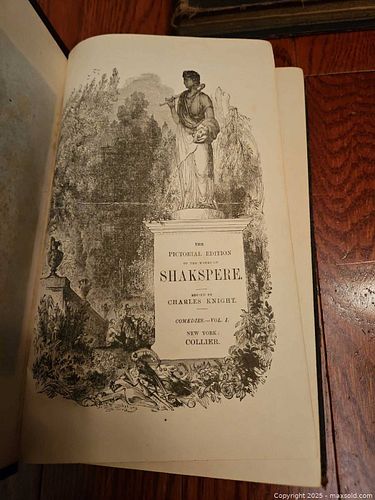 THE
PICTORIAL EDITION
OF THE WORKS OF
SHAKSPERE.
EDITED BY
CHARLES KNIGHT.
COMEDIES.—VOL. I.
NEW YORK:
COLLIER.
Copyright © 2025 - maxsold.com